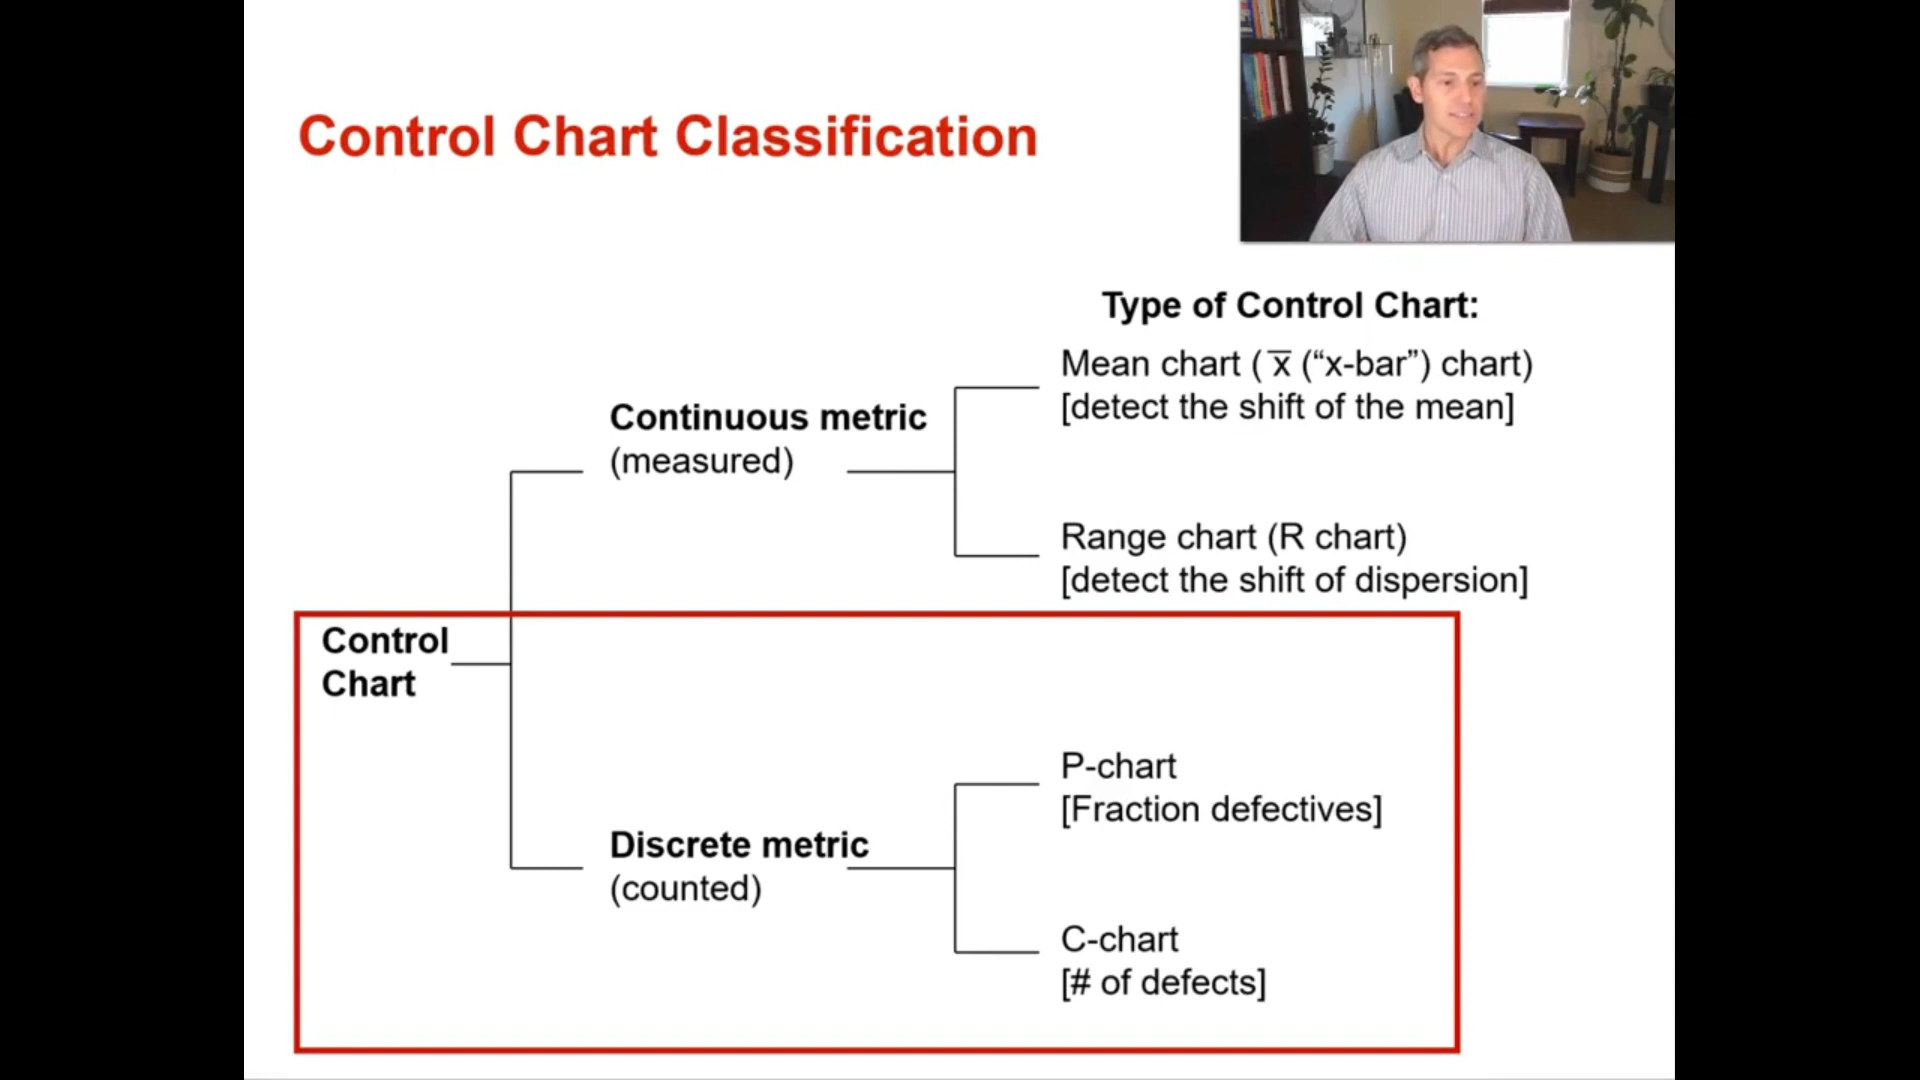 Control Chart Classification
Type of Control Chart:
Mean chart ( x̅ (“x-bar”) chart)
[detect the shift of the mean]
Continuous metric
(measured)
Range chart (R chart)
[detect the shift of dispersion]
Control
Chart
P-chart
[Fraction defectives]
Discrete metric
(counted)
C-chart
[# of defects]